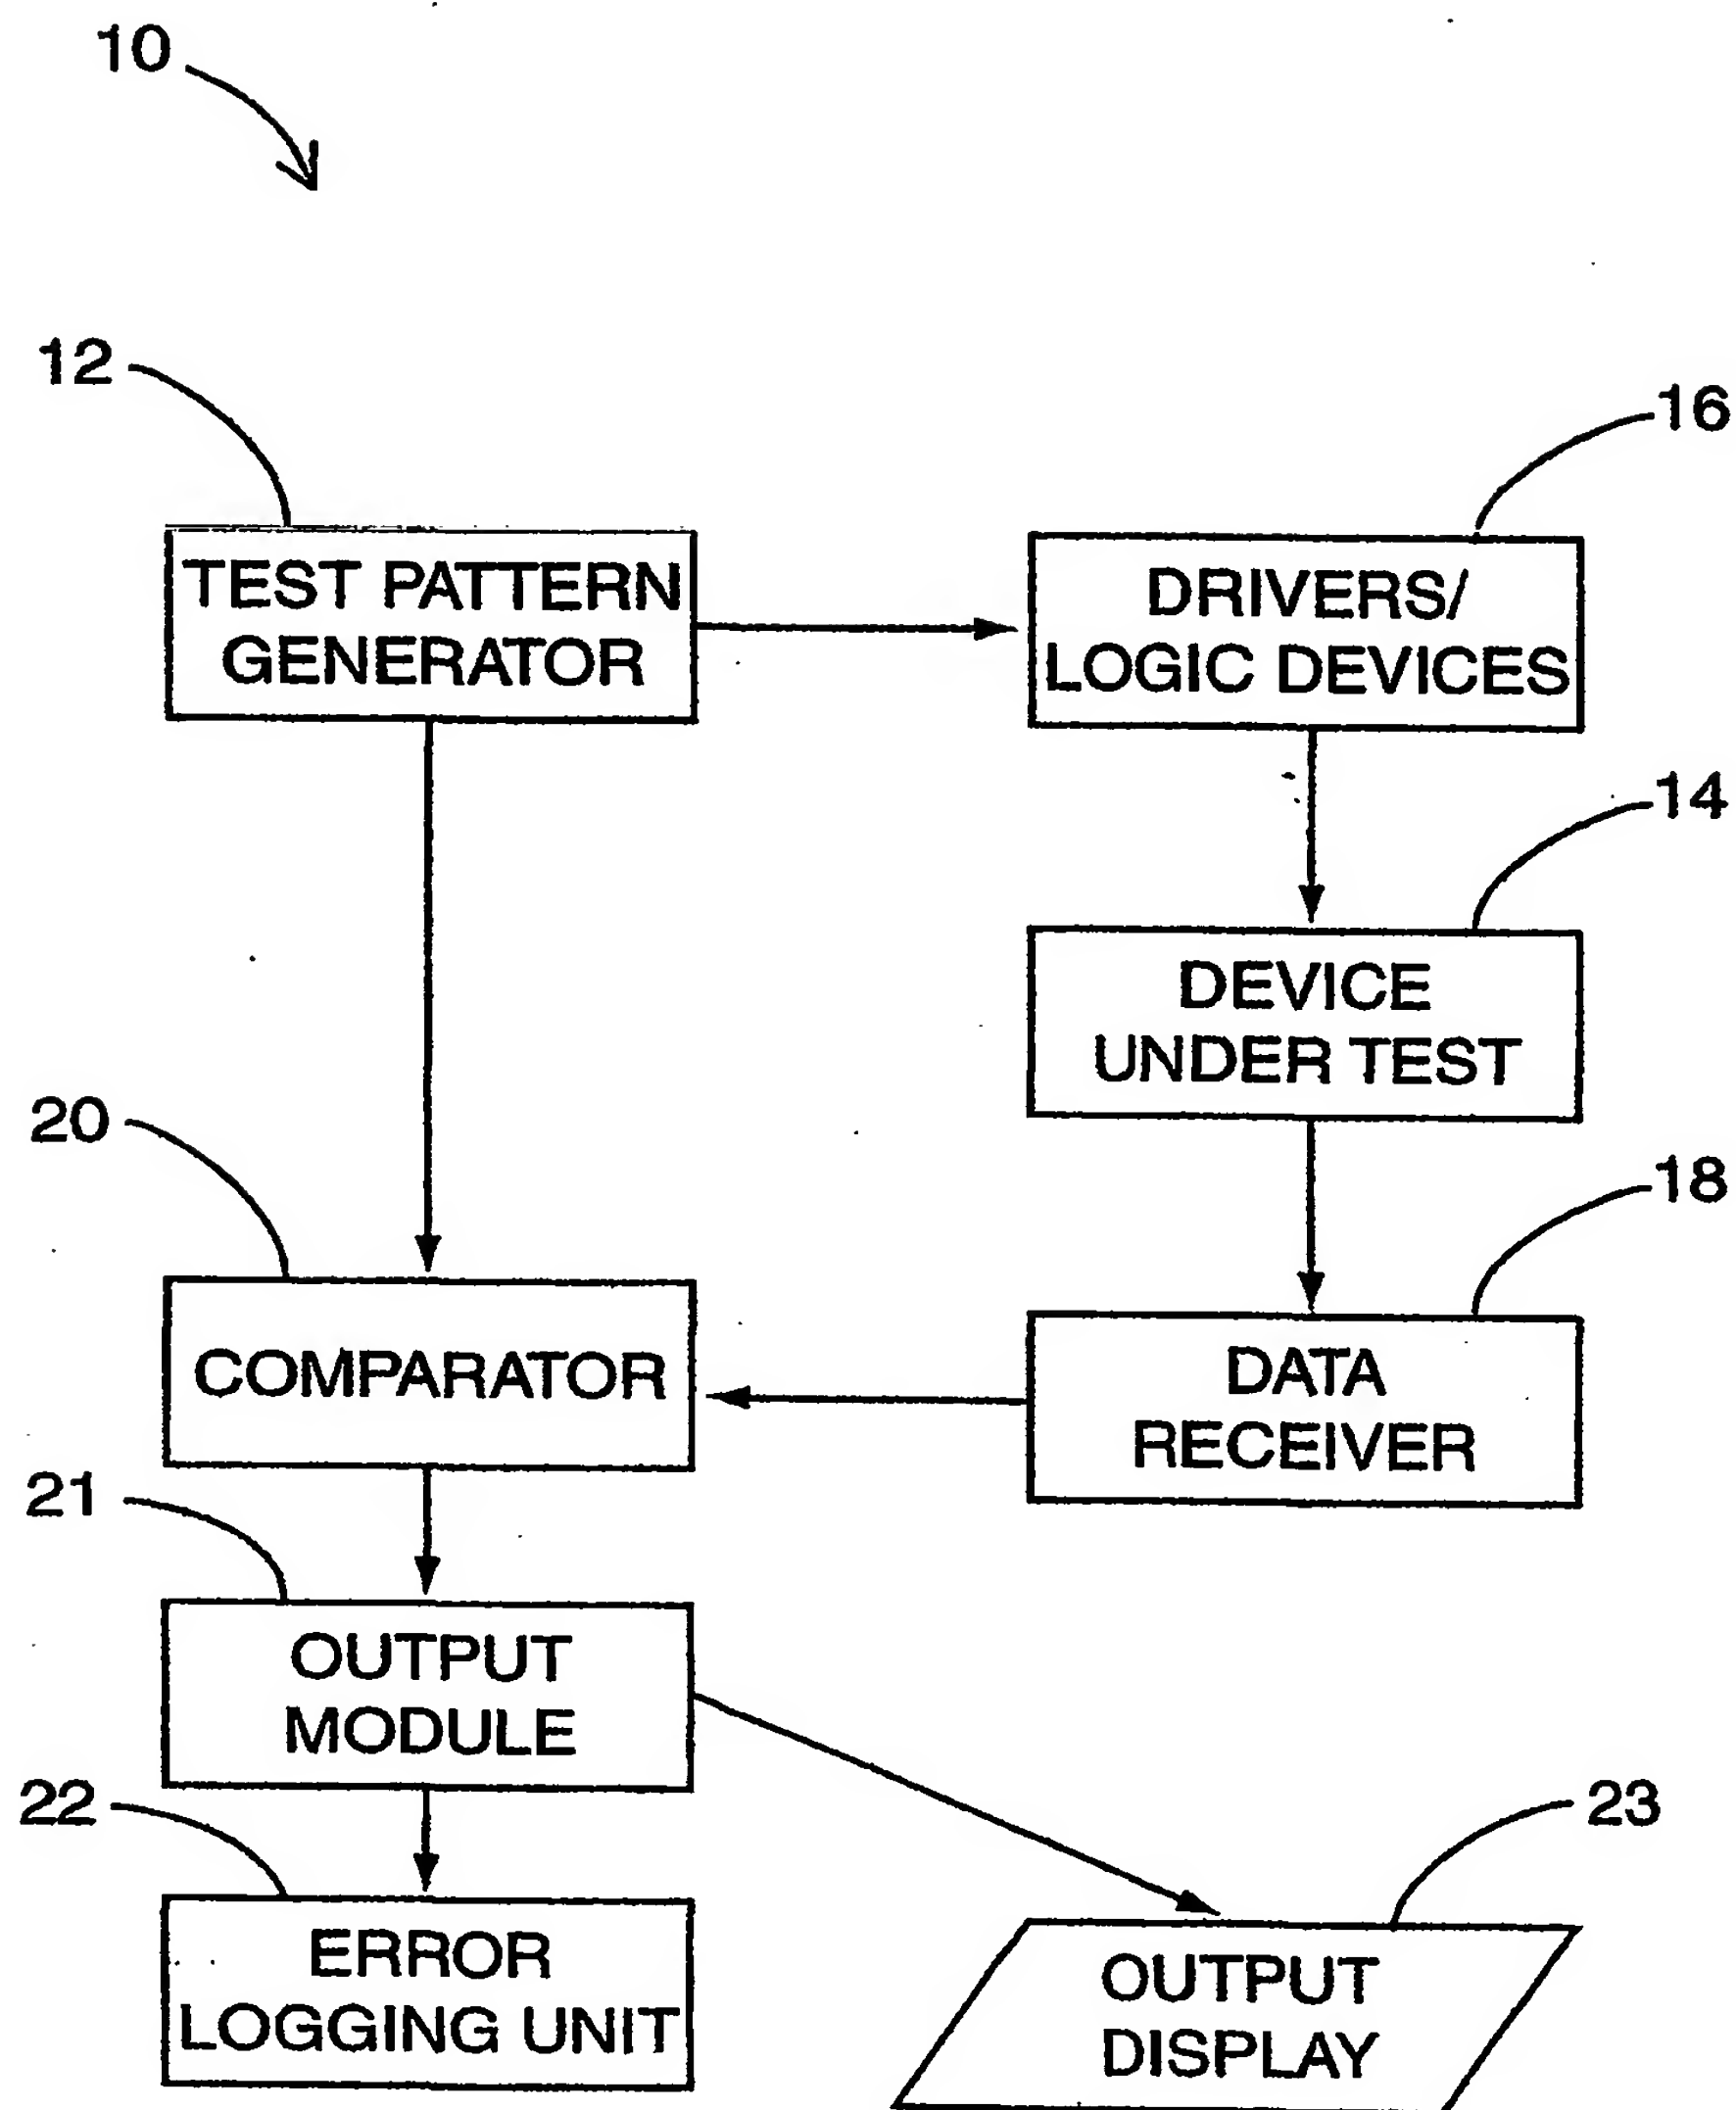 10
12
16
TEST PATTERN
GENERATOR
DRIVERS/
LOGIC DEVICES
14
DEVICE
UNDER TEST
20
18
COMPARATOR
DATA
RECEIVER
21
OUTPUT
MODULE
22
23
ERROR
LOGGING UNIT
OUTPUT
DISPLAY